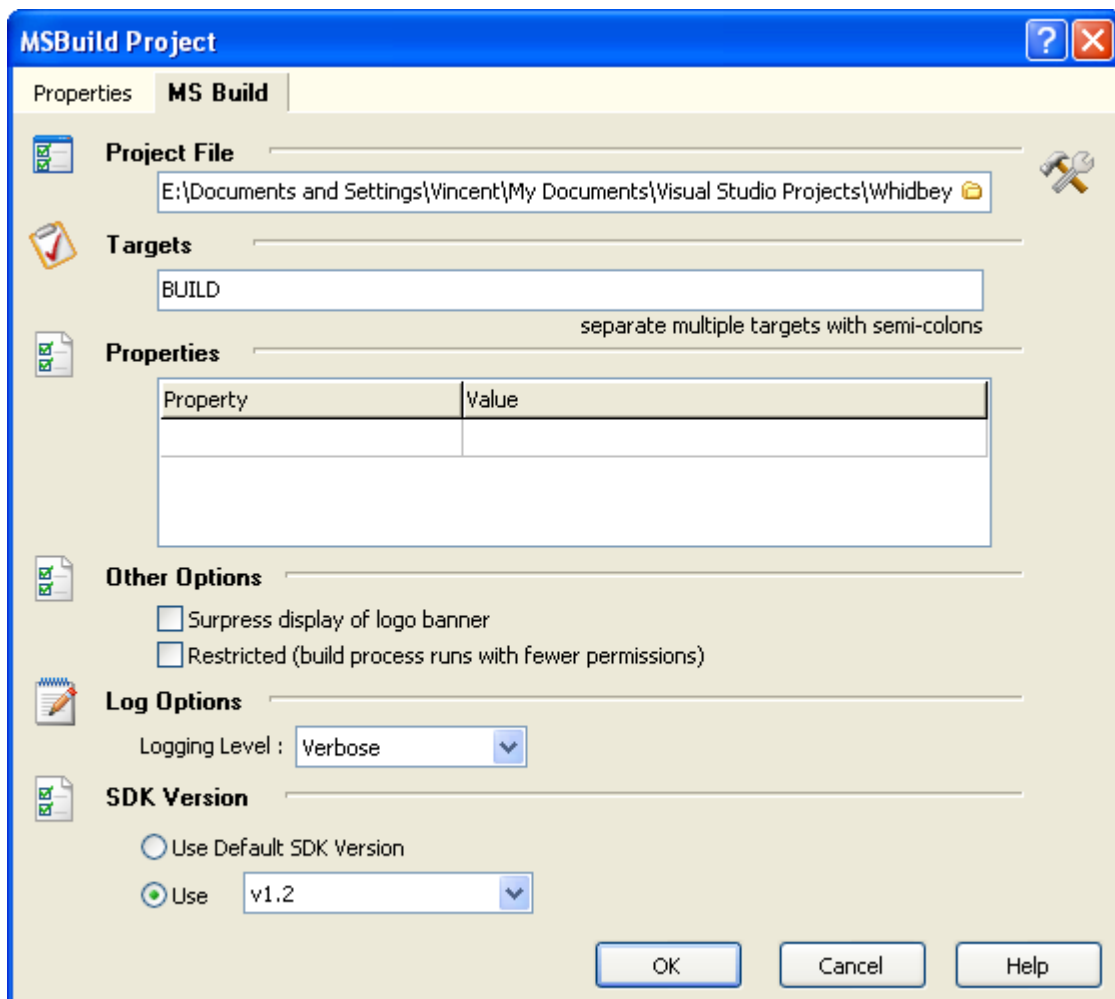 MSBuild Project
Properties MS Build
Project File
E:\Documents and Settings\Vincent\My Documents\Visual Studio Projects\Whidbey
Targets
BUILD
separate multiple targets with semi-colons
Properties
Property Value
Other Options
Surpress display of logo banner
Restricted (build process runs with fewer permissions)
Log Options
Logging Level : Verbose
SDK Version
Use Default SDK Version
Use v1.2
OK Cancel Help